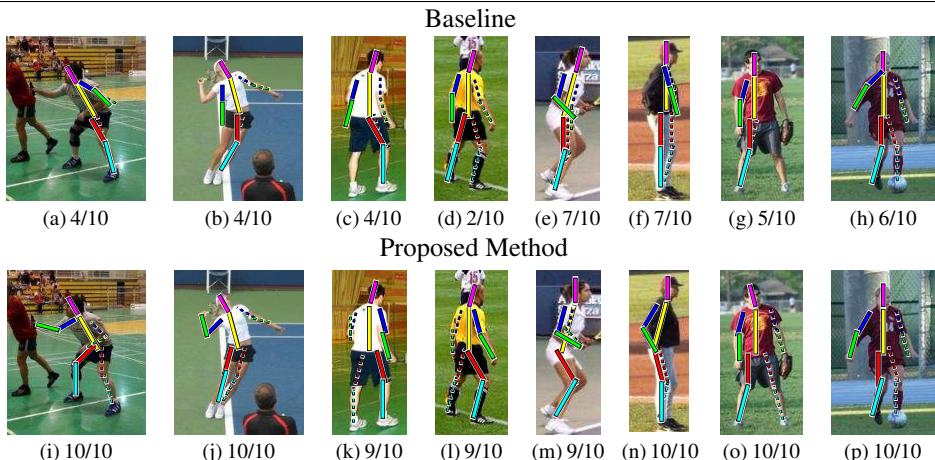 Baseline
(a) 4/10 (b) 4/10 (c) 4/10 (d) 2/10 (e) 7/10 (f) 7/10 (g) 5/10 (h) 6/10
Proposed Method
(i) 10/10 (j) 10/10 (k) 9/10 (l) 9/10 (m) 9/10 (n) 10/10 (o) 10/10 (p) 10/10